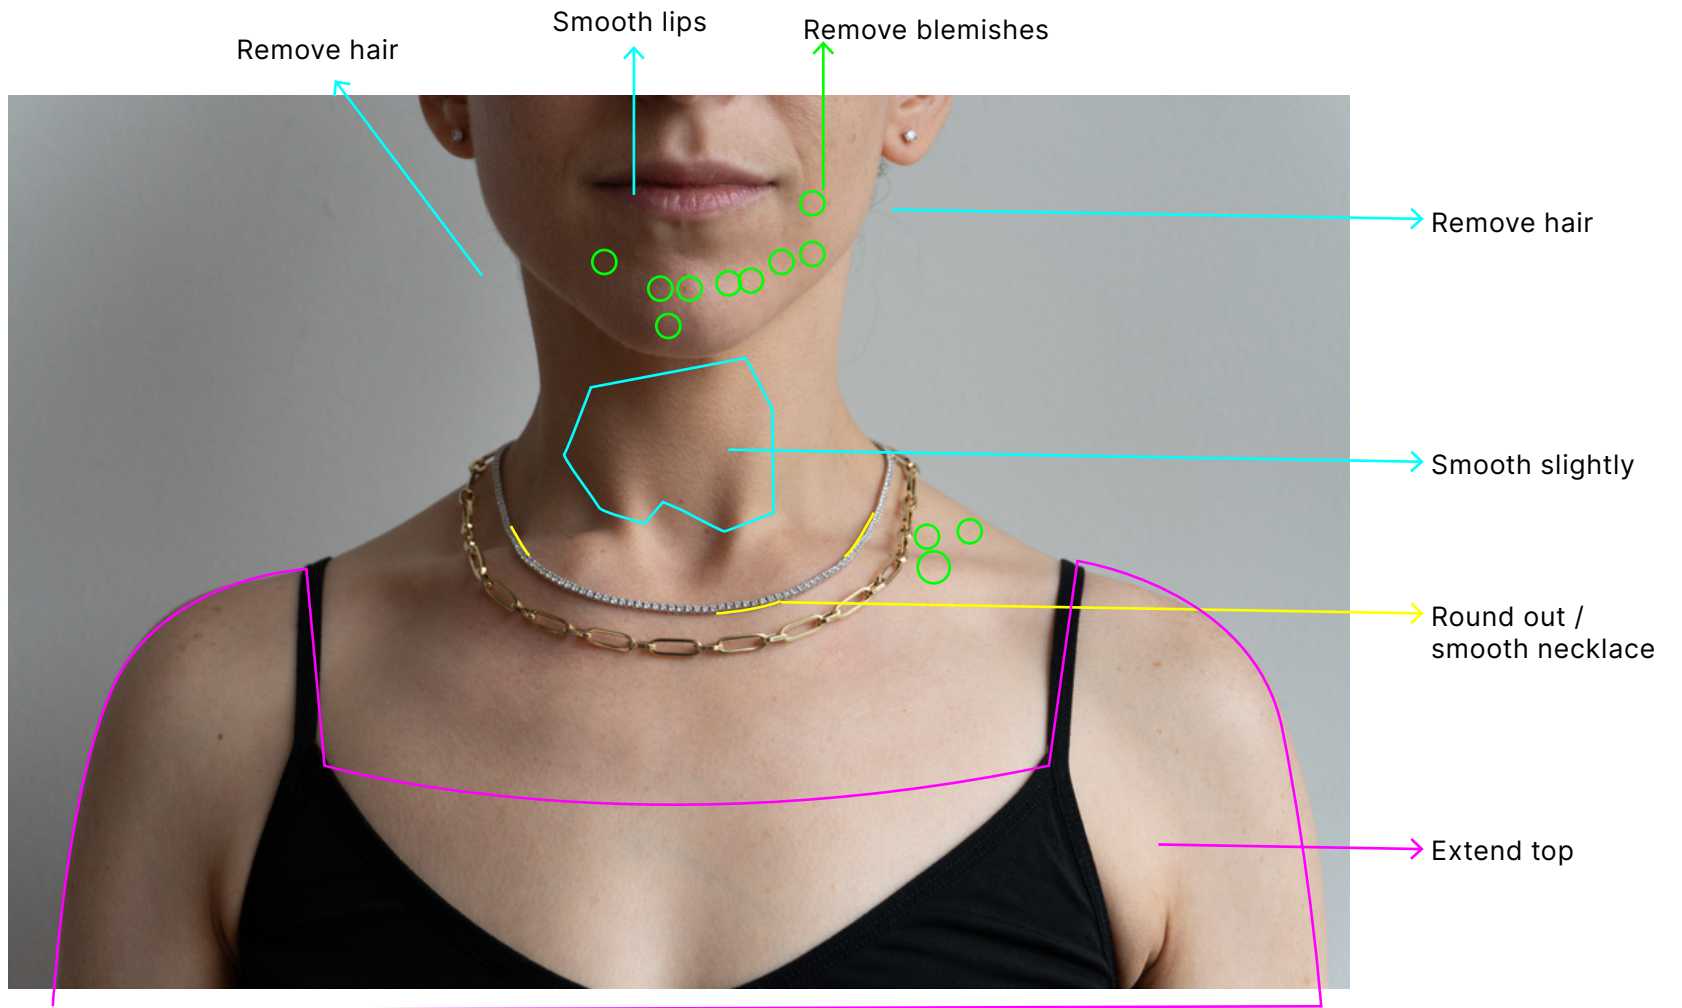 Smooth lips
Remove blemishes
Remove hair
Remove hair
Smooth slightly
Round out /
smooth necklace
Extend top